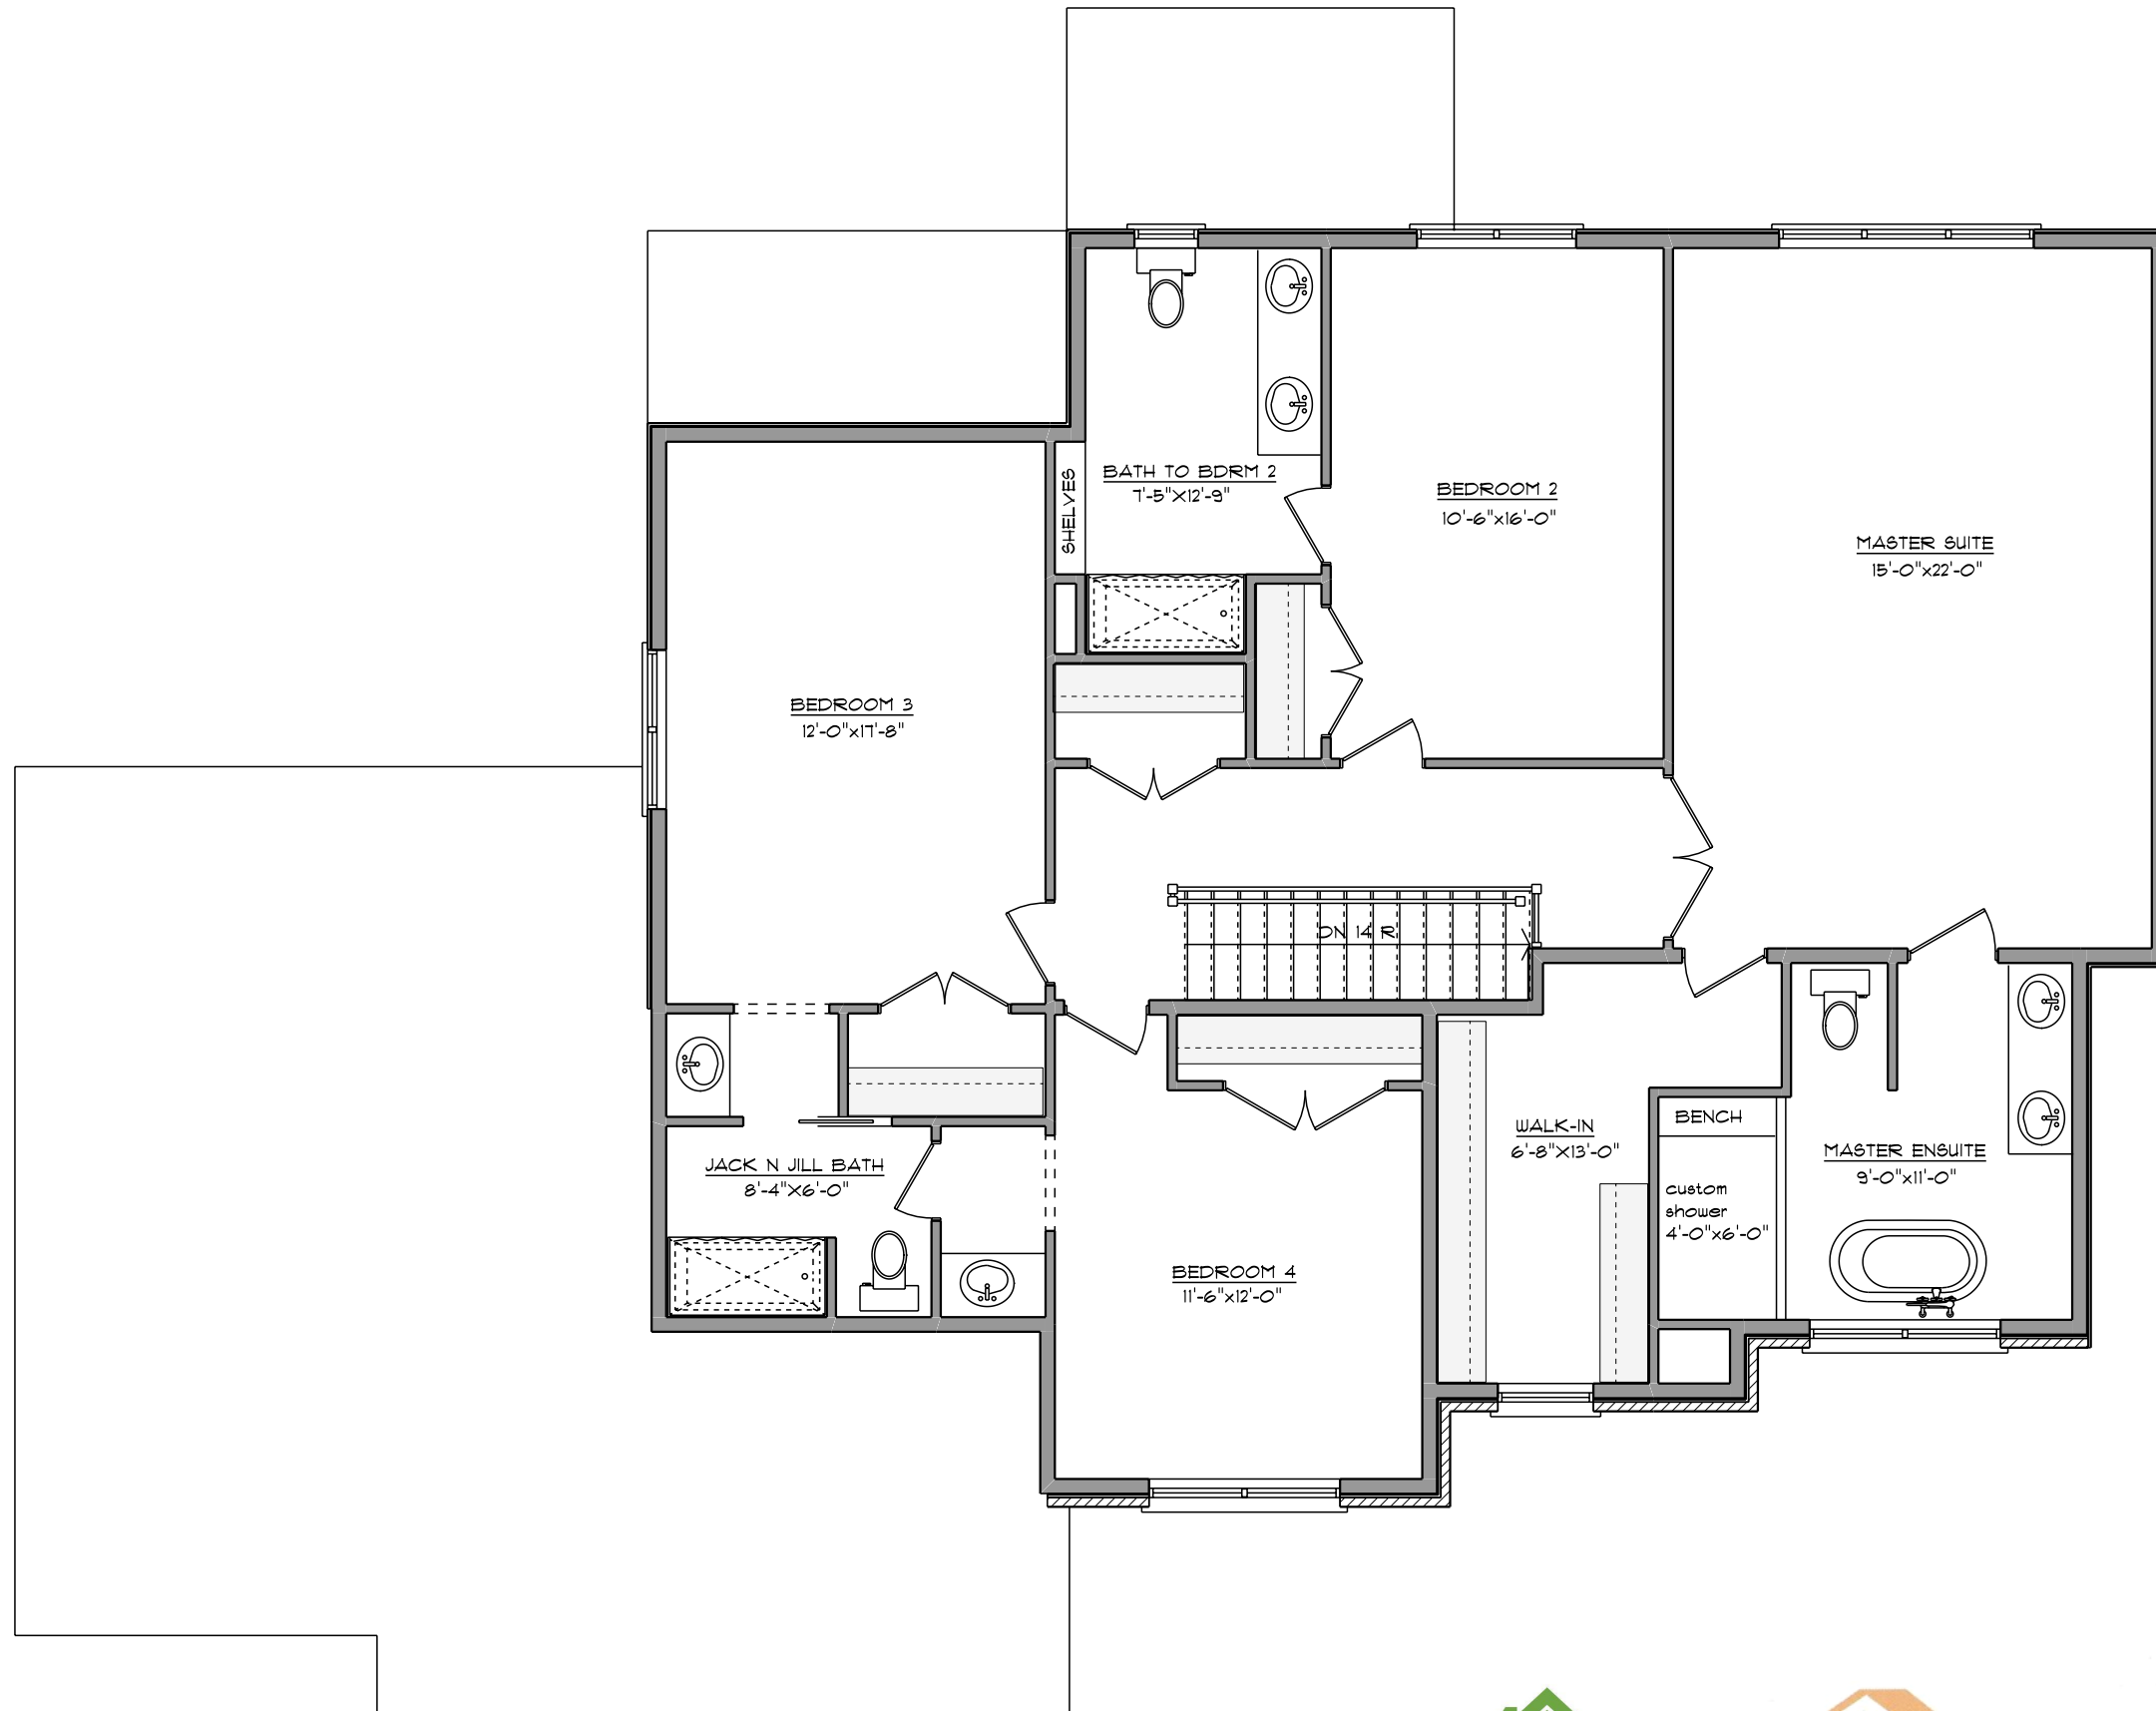 BATH TO BDRM 2
7'-5"X12'-9"
SHELVES
BEDROOM 2
10'-6"x16'-0"
MASTER SUITE
15'-0"x22'-0"
BEDROOM 3
12'-0"x17'-8"
DN 14 R
BENCH
WALK-IN
6'-8"X13'-0"
MASTER ENSUITE
9'-0"x11'-0"
JACK N JILL BATH
8'-4"X6'-0"
custom
shower
4'-0"x6'-0"
BEDROOM 4
11'-6"x12'-0"